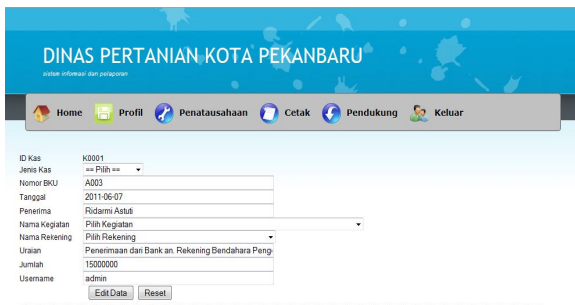 DINAS PERTANIAN KOTA PEKANBARU
sistem informasi dan pelaporan
Home Profil Penatausahaan Cetak Pendukung Keluar
ID Kas K0001
Jenis Kas == Pilih ==
Nomor BKU A003
Tanggal 2011-06-07
Penerima Ridarmi Astuti
Nama Kegiatan Pilih Kegiatan
Nama Rekening Pilih Rekening
Uraian Penerimaan dari Bank an. Rekening Bendahara Peng
Jumlah 15000000
Username admin
Edit Data Reset